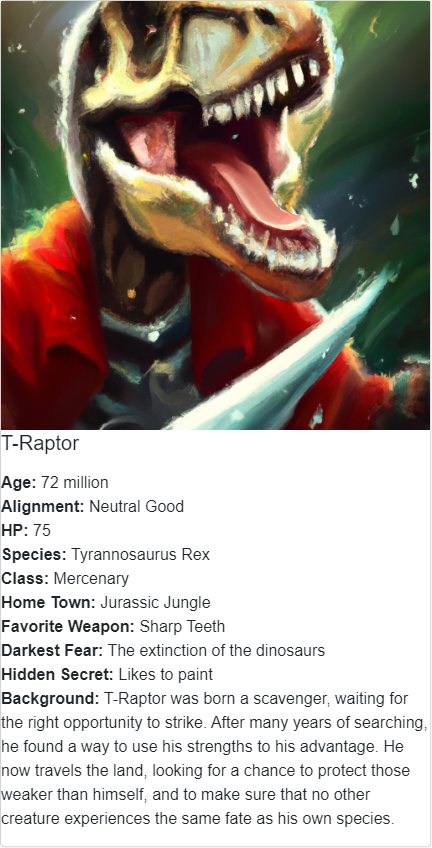 T-Raptor
Age: 72 million
Alignment: Neutral Good
HP: 75
Species: Tyrannosaurus Rex
Class: Mercenary
Home Town: Jurassic Jungle
Favorite Weapon: Sharp Teeth
Darkest Fear: The extinction of the dinosaurs
Hidden Secret: Likes to paint
Background: T-Raptor was born a scavenger, waiting for
the right opportunity to strike. After many years of searching,
he found a way to use his strengths to his advantage. He
now travels the land, looking for a chance to protect those
weaker than himself, and to make sure that no other
creature experiences the same fate as his own species.